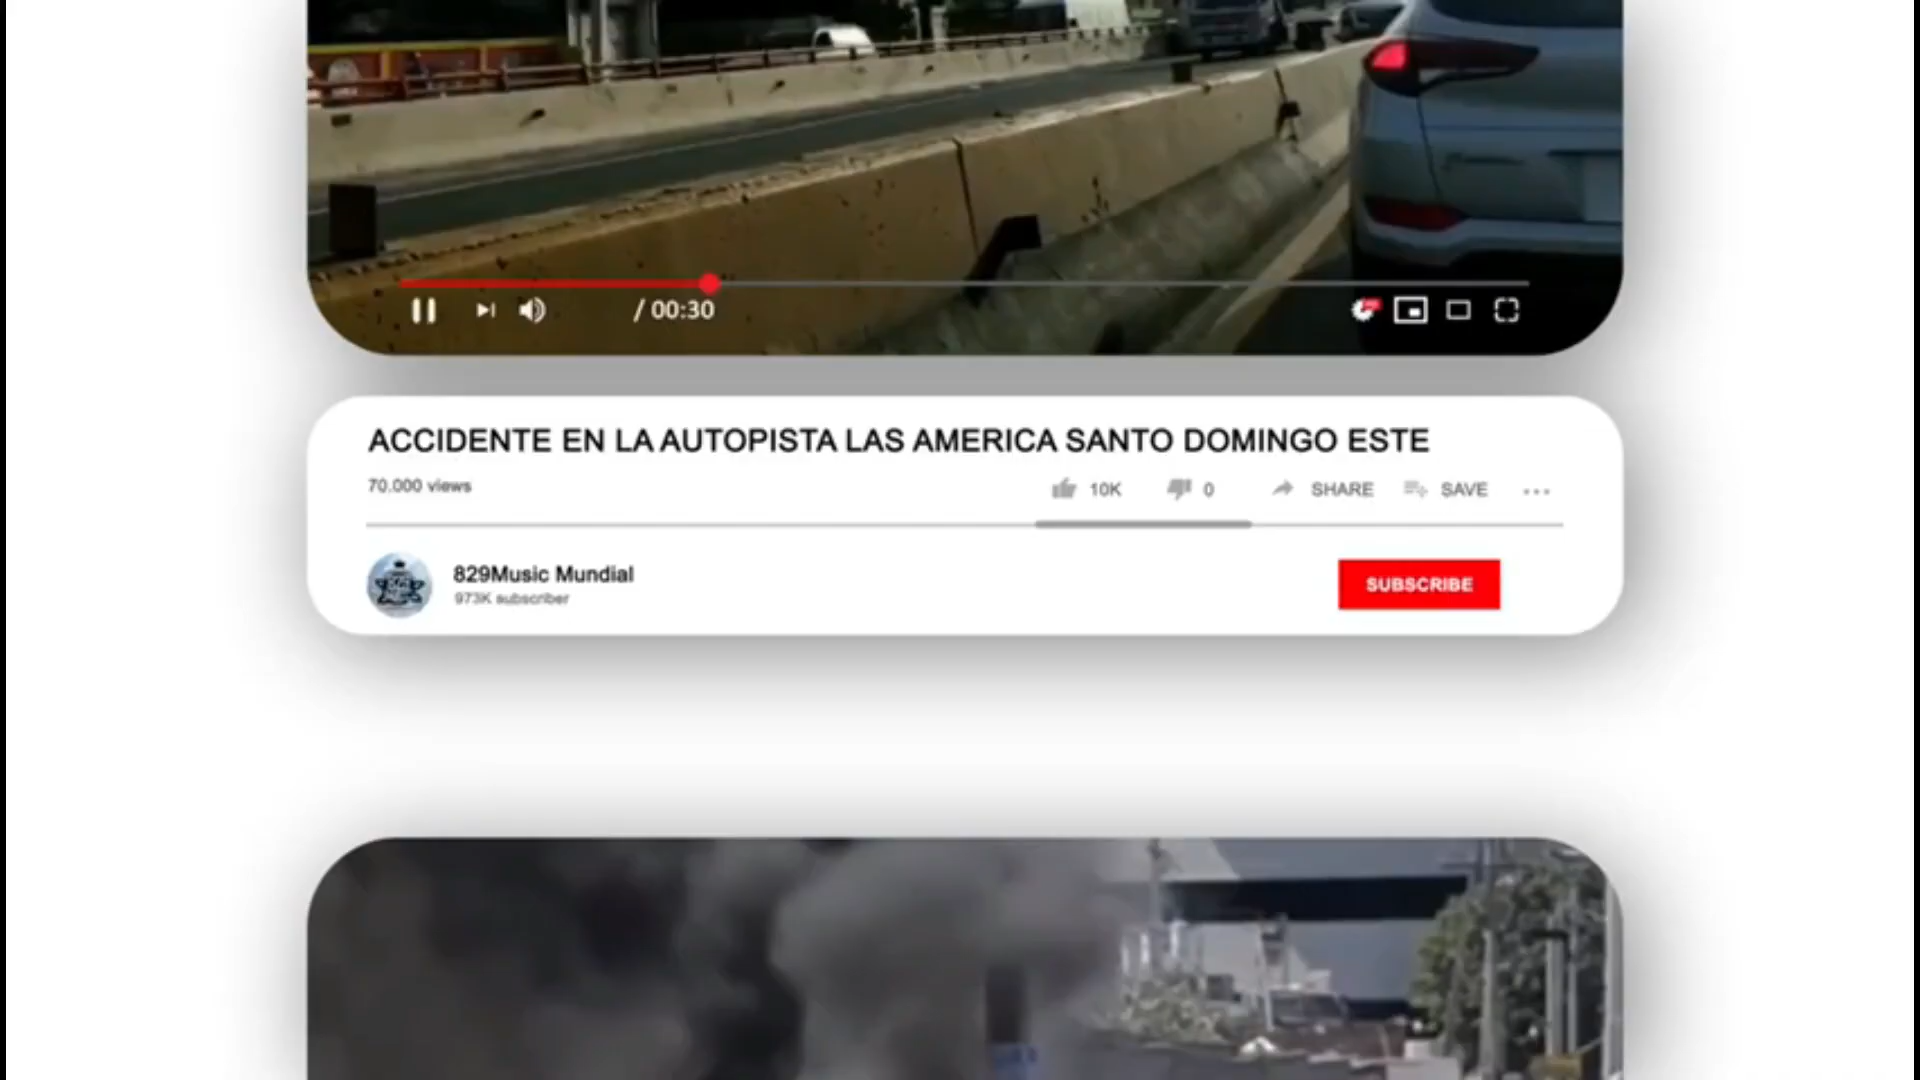 / 00:30
ACCIDENTE EN LA AUTOPISTA LAS AMERICA SANTO DOMINGO ESTE
70.000 views
10K
0
SHARE
SAVE
829Music Mundial
973K subscriber
SUBSCRIBE